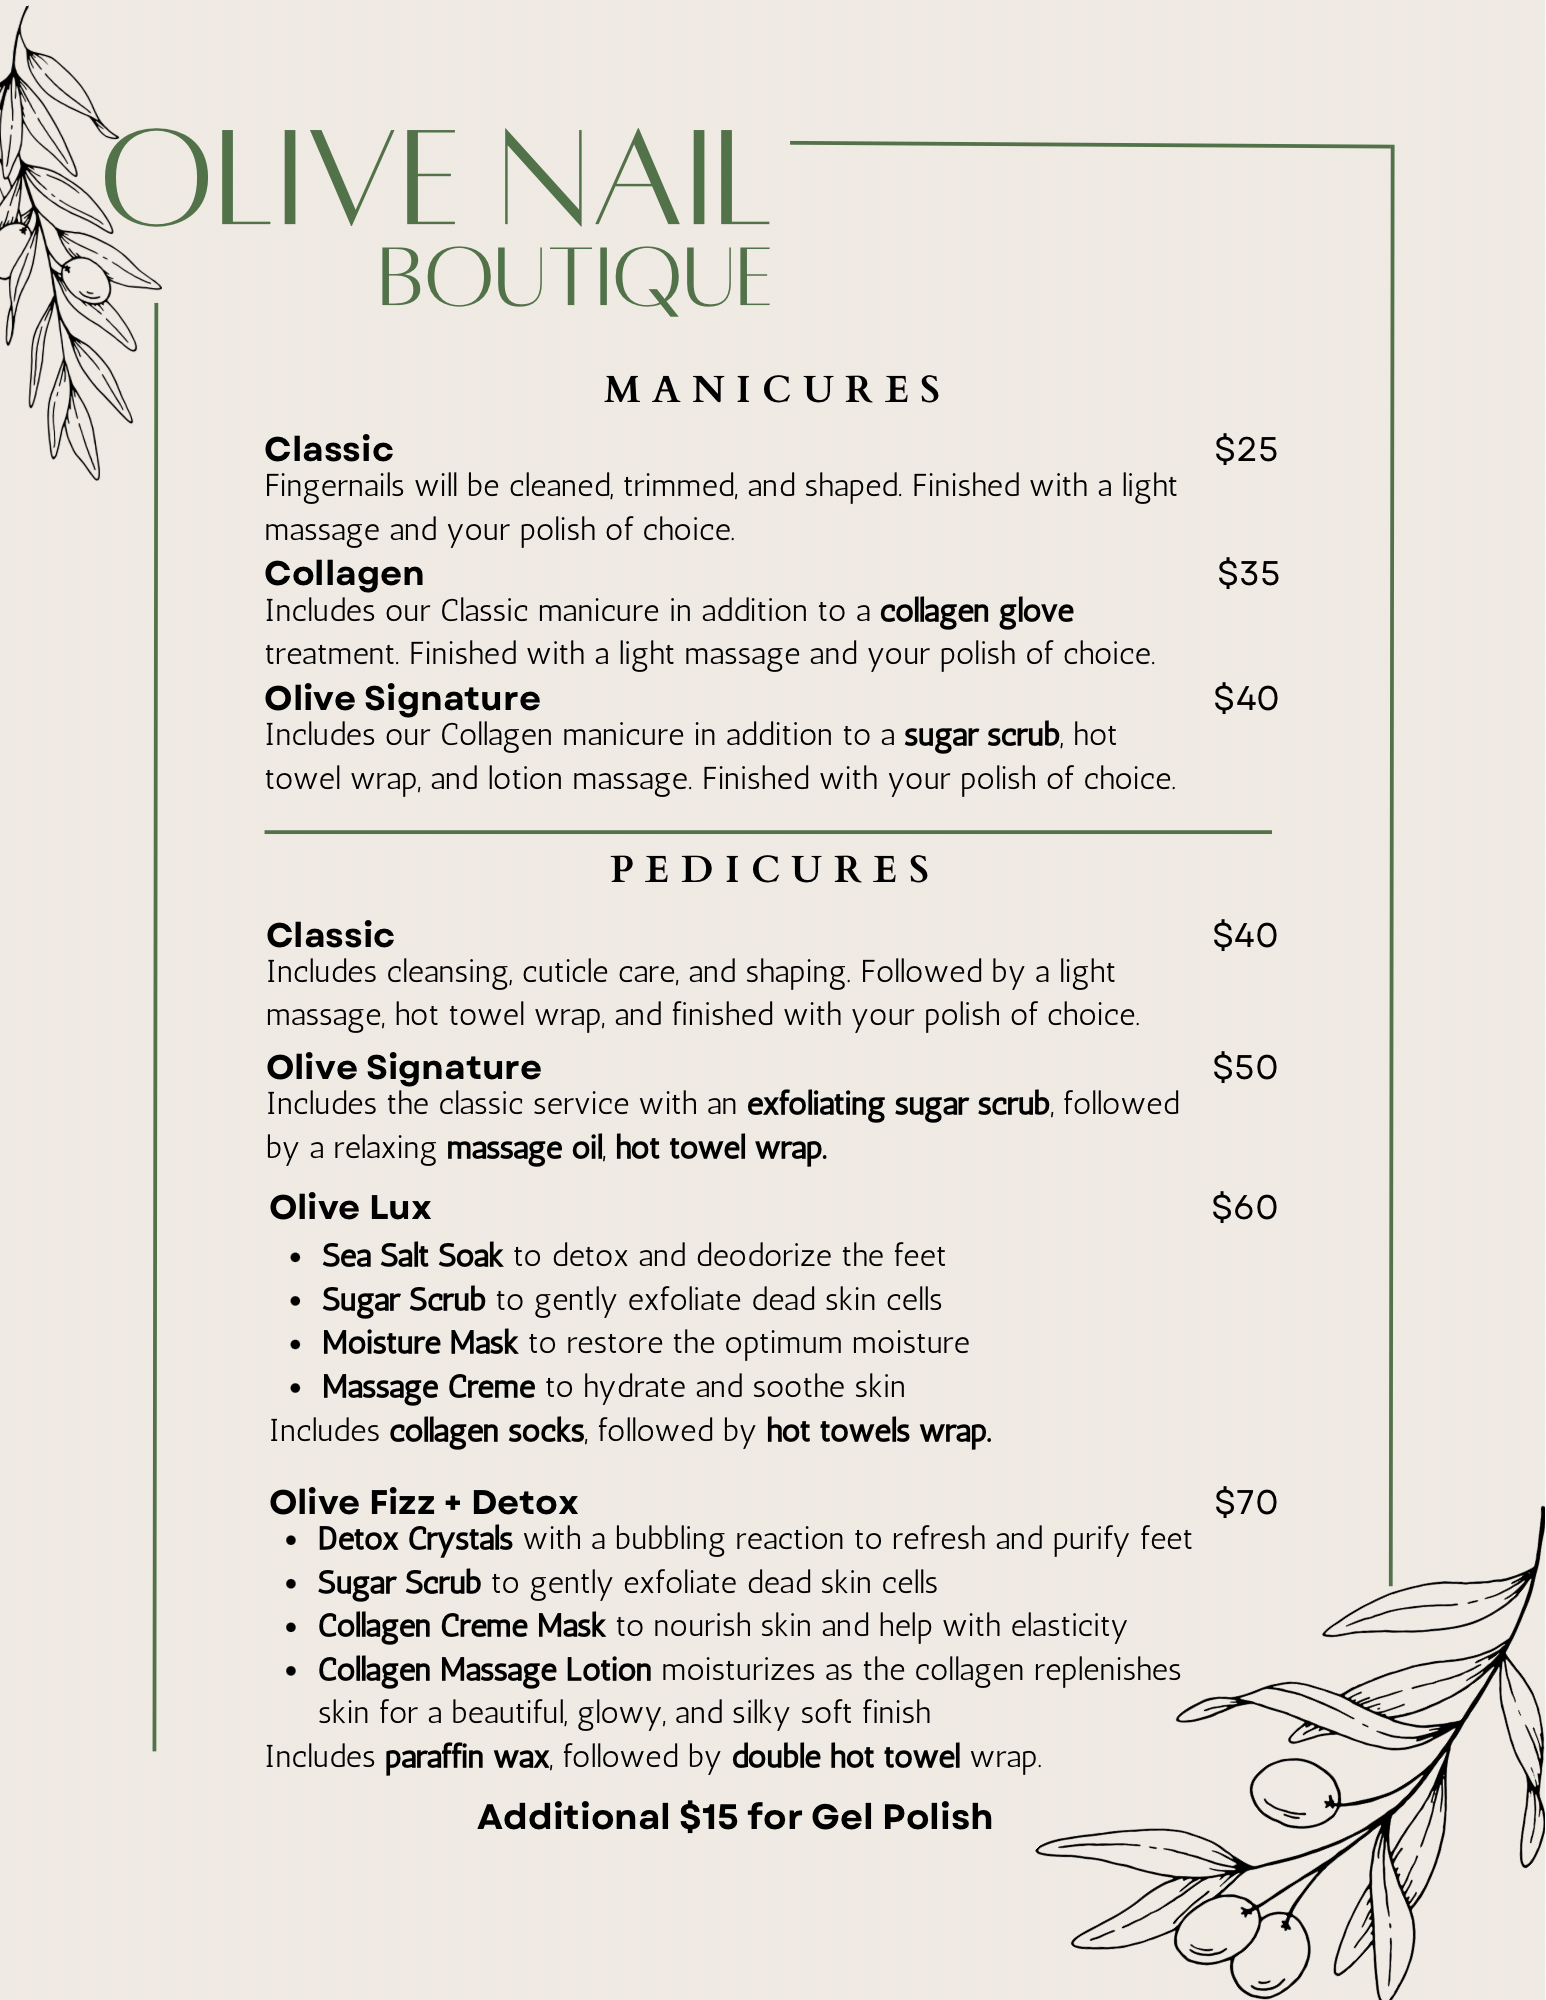 OLIVE NAIL
BOUTIQUE
MANICURES
Classic $25
Fingernails will be cleaned, trimmed, and shaped. Finished with a light
massage and your polish of choice.
Collagen $35
Includes our Classic manicure in addition to a collagen glove
treatment. Finished with a light massage and your polish of choice.
Olive Signature $40
Includes our Collagen manicure in addition to a sugar scrub, hot
towel wrap, and lotion massage. Finished with your polish of choice.
PEDICURES
Classic $40
Includes cleansing, cuticle care, and shaping. Followed by a light
massage, hot towel wrap, and finished with your polish of choice.
Olive Signature $50
Includes the classic service with an exfoliating sugar scrub, followed
by a relaxing massage oil, hot towel wrap.
Olive Lux $60
• Sea Salt Soak to detox and deodorize the feet
• Sugar Scrub to gently exfoliate dead skin cells
• Moisture Mask to restore the optimum moisture
• Massage Creme to hydrate and soothe skin
Includes collagen socks, followed by hot towels wrap.
Olive Fizz + Detox $70
• Detox Crystals with a bubbling reaction to refresh and purify feet
• Sugar Scrub to gently exfoliate dead skin cells
• Collagen Creme Mask to nourish skin and help with elasticity
• Collagen Massage Lotion moisturizes as the collagen replenishes
skin for a beautiful, glowy, and silky soft finish
Includes paraffin wax, followed by double hot towel wrap.
Additional $15 for Gel Polish